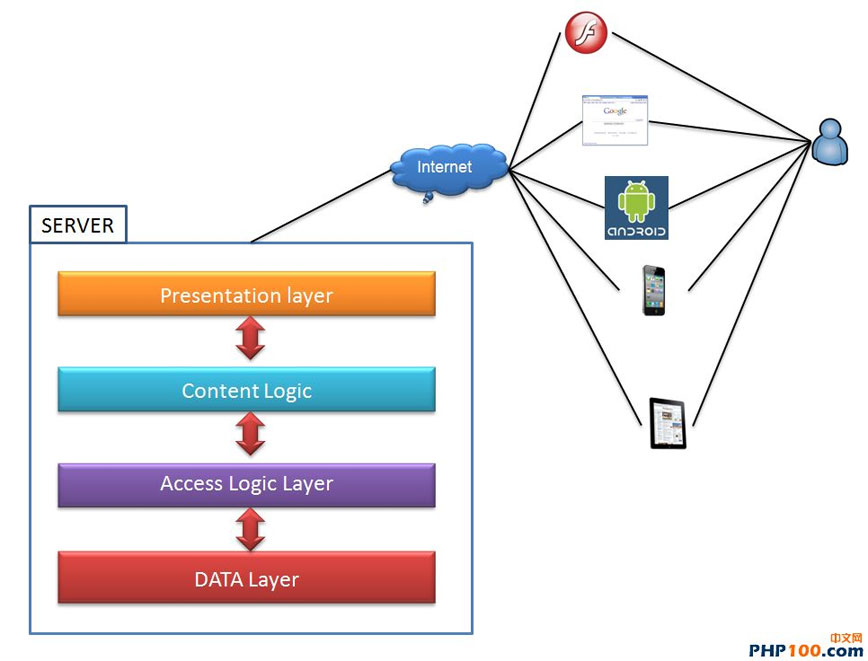 Google
Internet
ANDROID
SERVER
Presentation layer
Content Logic
Access Logic Layer
DATA Layer
中文网
PHP100.com